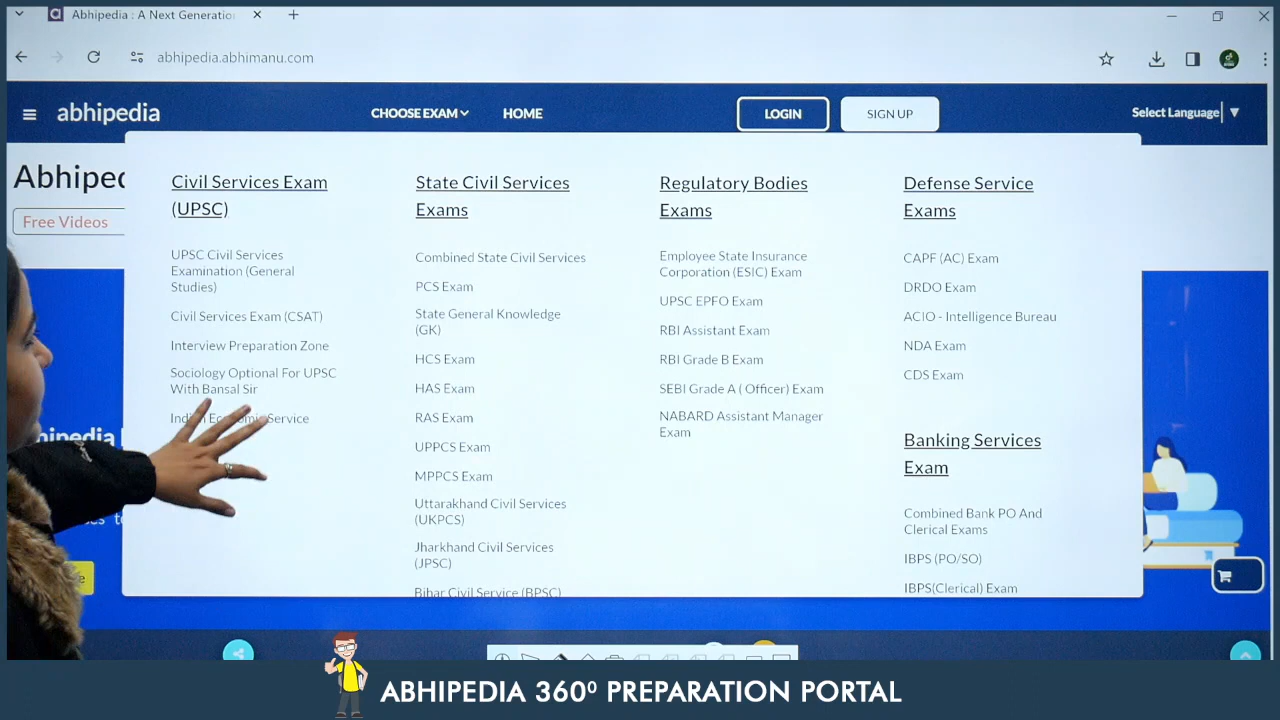 Abhipedia : A Next Generatio
abhipedia.abhimanu.com
abhipedia
CHOOSE EXAM
HOME
LOGIN
SIGN UP
Select Language
Abhiped
Free Videos
Civil Services Exam
(UPSC)
UPSC Civil Services
Examination (General
Studies)
Civil Services Exam (CSAT)
Interview Preparation Zone
Sociology Optional For UPSC
With Bansal Sir
Indian Economic Service
State Civil Services
Exams
Combined State Civil Services
PCS Exam
State General Knowledge
(GK)
HCS Exam
HAS Exam
RAS Exam
UPPCS Exam
MPPCS Exam
Uttarakhand Civil Services
(UKPCS)
Jharkhand Civil Services
(JPSC)
Bihar Civil Service (BPSC)
Regulatory Bodies
Exams
Employee State Insurance
Corporation (ESIC) Exam
UPSC EPFO Exam
RBI Assistant Exam
RBI Grade B Exam
SEBI Grade A ( Officer) Exam
NABARD Assistant Manager
Exam
Defense Service
Exams
CAPF (AC) Exam
DRDO Exam
ACIO - Intelligence Bureau
NDA Exam
CDS Exam
Banking Services
Exam
Combined Bank PO And
Clerical Exams
IBPS (PO/SO)
IBPS(Clerical) Exam
ABHIPEDIA 360⁰ PREPARATION PORTAL